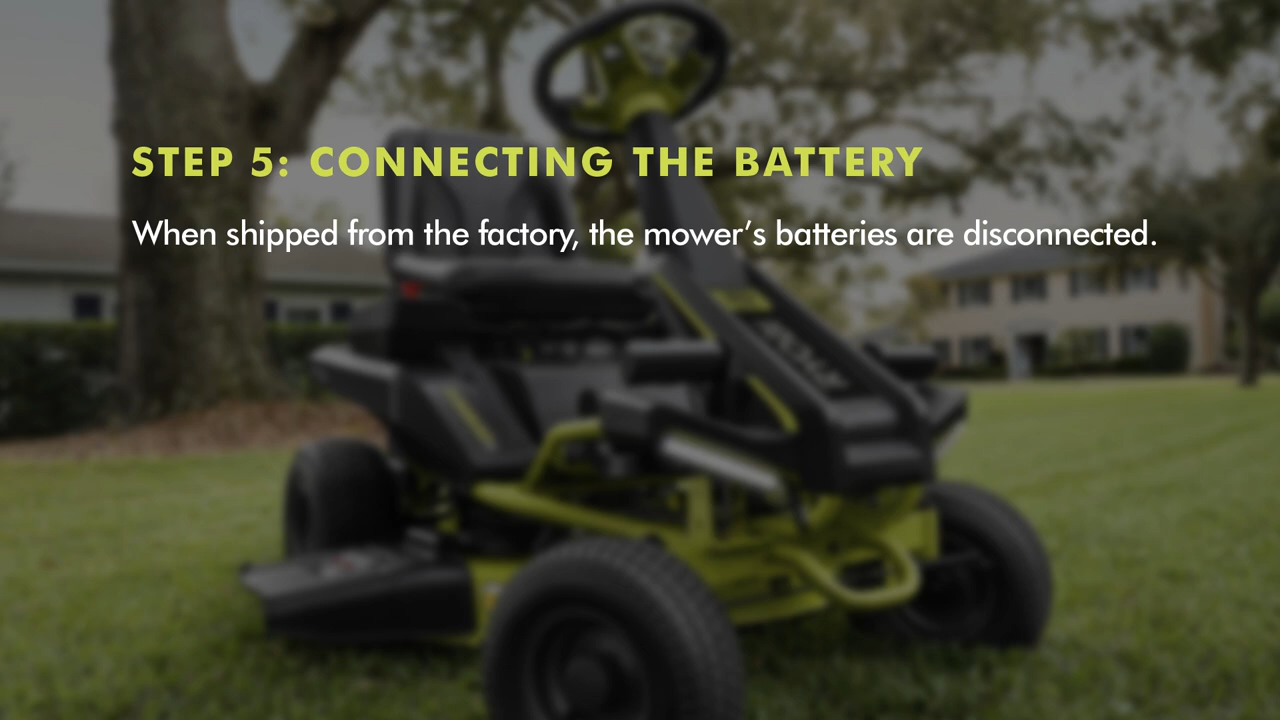 STEP 5: CONNECTING THE BATTERY
When shipped from the factory, the mower’s batteries are disconnected.